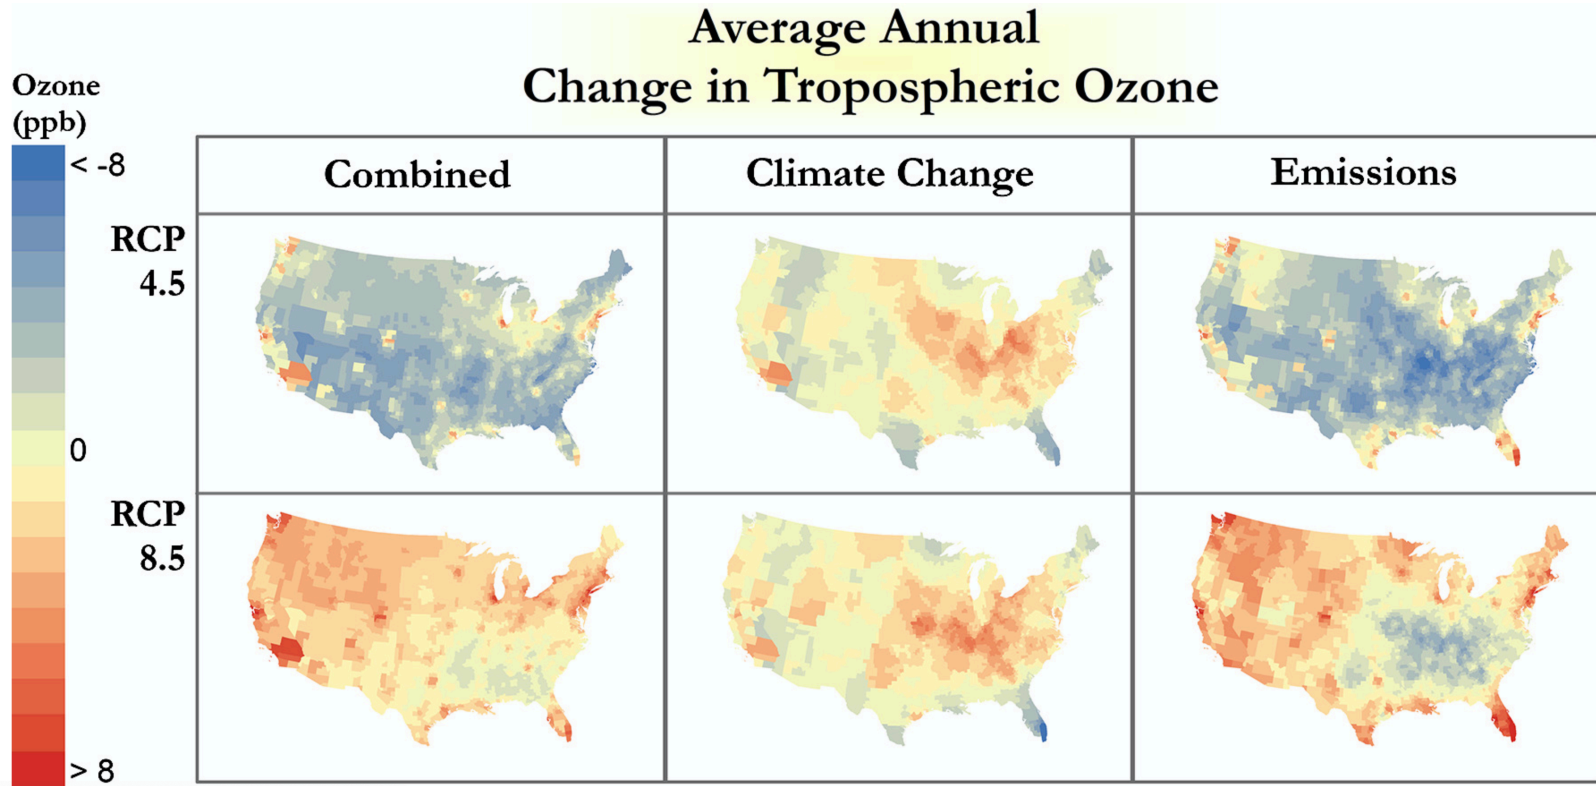 Average Annual
Change in Tropospheric Ozone
Ozone
(ppb)
< -8
0
> 8
Combined
Climate Change
Emissions
RCP
4.5
RCP
8.5